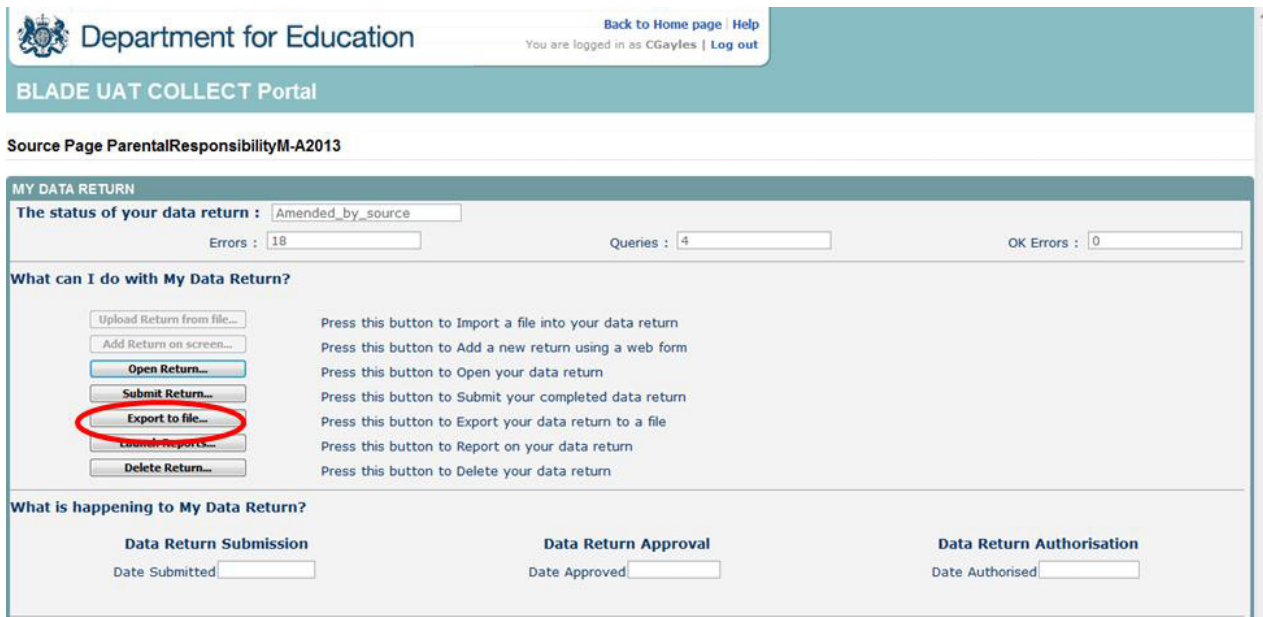 Department for Education
Back to Home page | Help
You are logged in as CGayles | Log out
BLADE UAT COLLECT Portal
Source Page ParentalResponsibilityM-A2013
MY DATA RETURN
The status of your data return : Amended_by_source
Errors : 18 Queries : 4 OK Errors : 0
What can I do with My Data Return?
Upload Return from file... Press this button to Import a file into your data return
Add Return on screen... Press this button to Add a new return using a web form
Open Return... Press this button to Open your data return
Submit Return... Press this button to Submit your completed data return
Export to file... Press this button to Export your data return to a file
Launch Reports... Press this button to Report on your data return
Delete Return... Press this button to Delete your data return
What is happening to My Data Return?
Data Return Submission Data Return Approval Data Return Authorisation
Date Submitted Date Approved Date Authorised